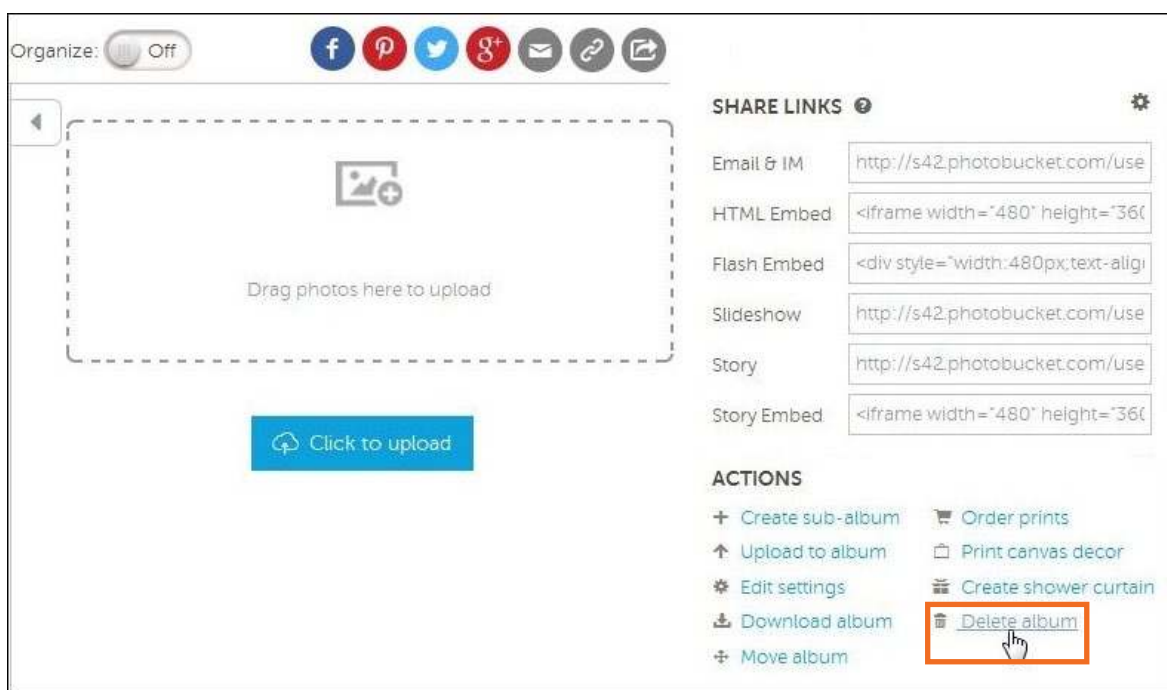 Organize: Off
f
g+
SHARE LINKS ?
Email & IM http://s42.photobucket.com/use
HTML Embed <iframe width="480" height="360
Flash Embed <div style="width:480px;text-alig
Slideshow http://s42.photobucket.com/use
Story http://s42.photobucket.com/use
Story Embed <iframe width="480" height="360
Drag photos here to upload
Click to upload
ACTIONS
Create sub-album
Upload to album
Edit settings
Download album
Move album
Order prints
Print canvas decor
Create shower curtain
Delete album